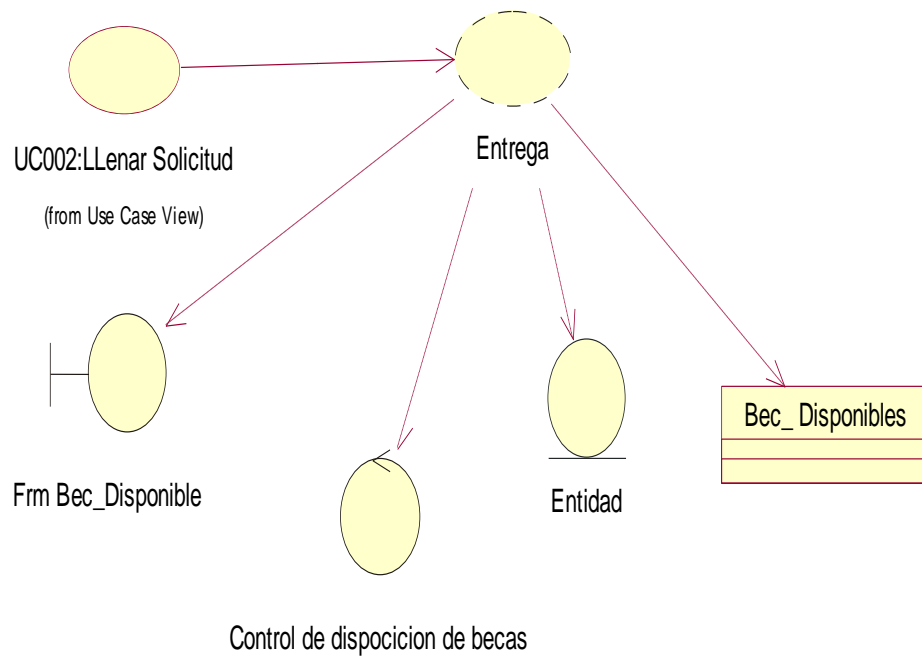 UC002:LLenar Solicitud
(from Use Case View)
Entrega
Frm Bec_Disponible
Control de dispocicion de becas
Entidad
Bec_ Disponibles